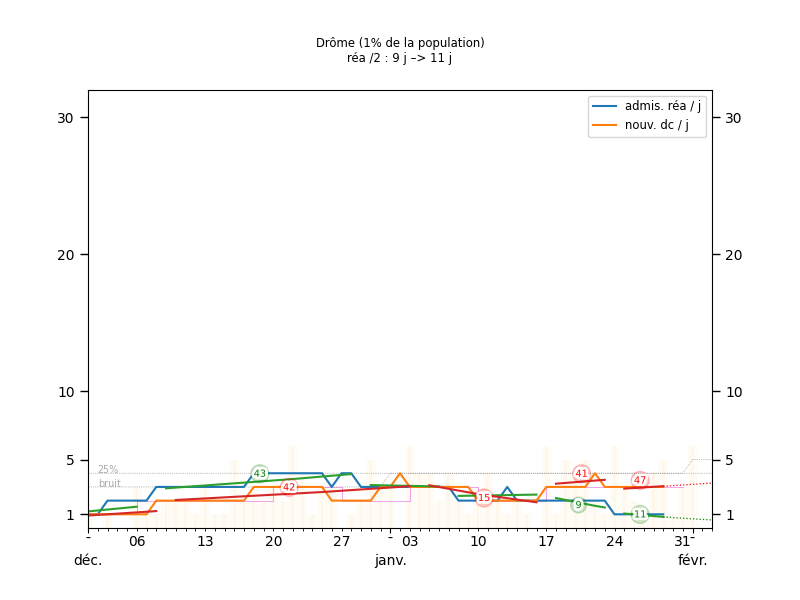 Drôme (1% de la population)
réa /2 : 9 j –> 11 j
admis. réa / j
nouv. dc / j
30 30
20 20
10 10
5 5
1 1
25%
bruit
43 42 15 41 9 47 11
- 06 13 20 27 - 03 10 17 24 31 -
déc. janv. févr.